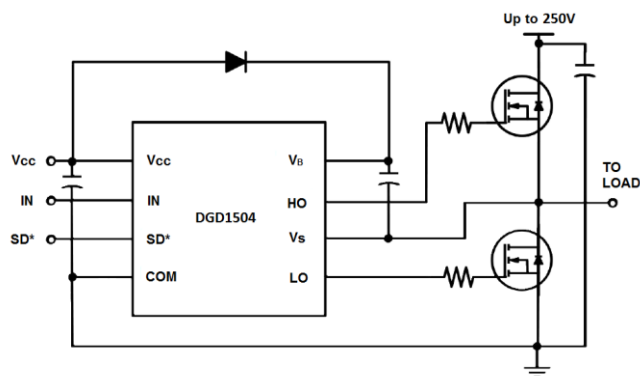 Up to 250V
Vcc
IN
SD*
Vcc
IN
SD*
COM
DGD1504
VB
HO
Vs
LO
TO
LOAD